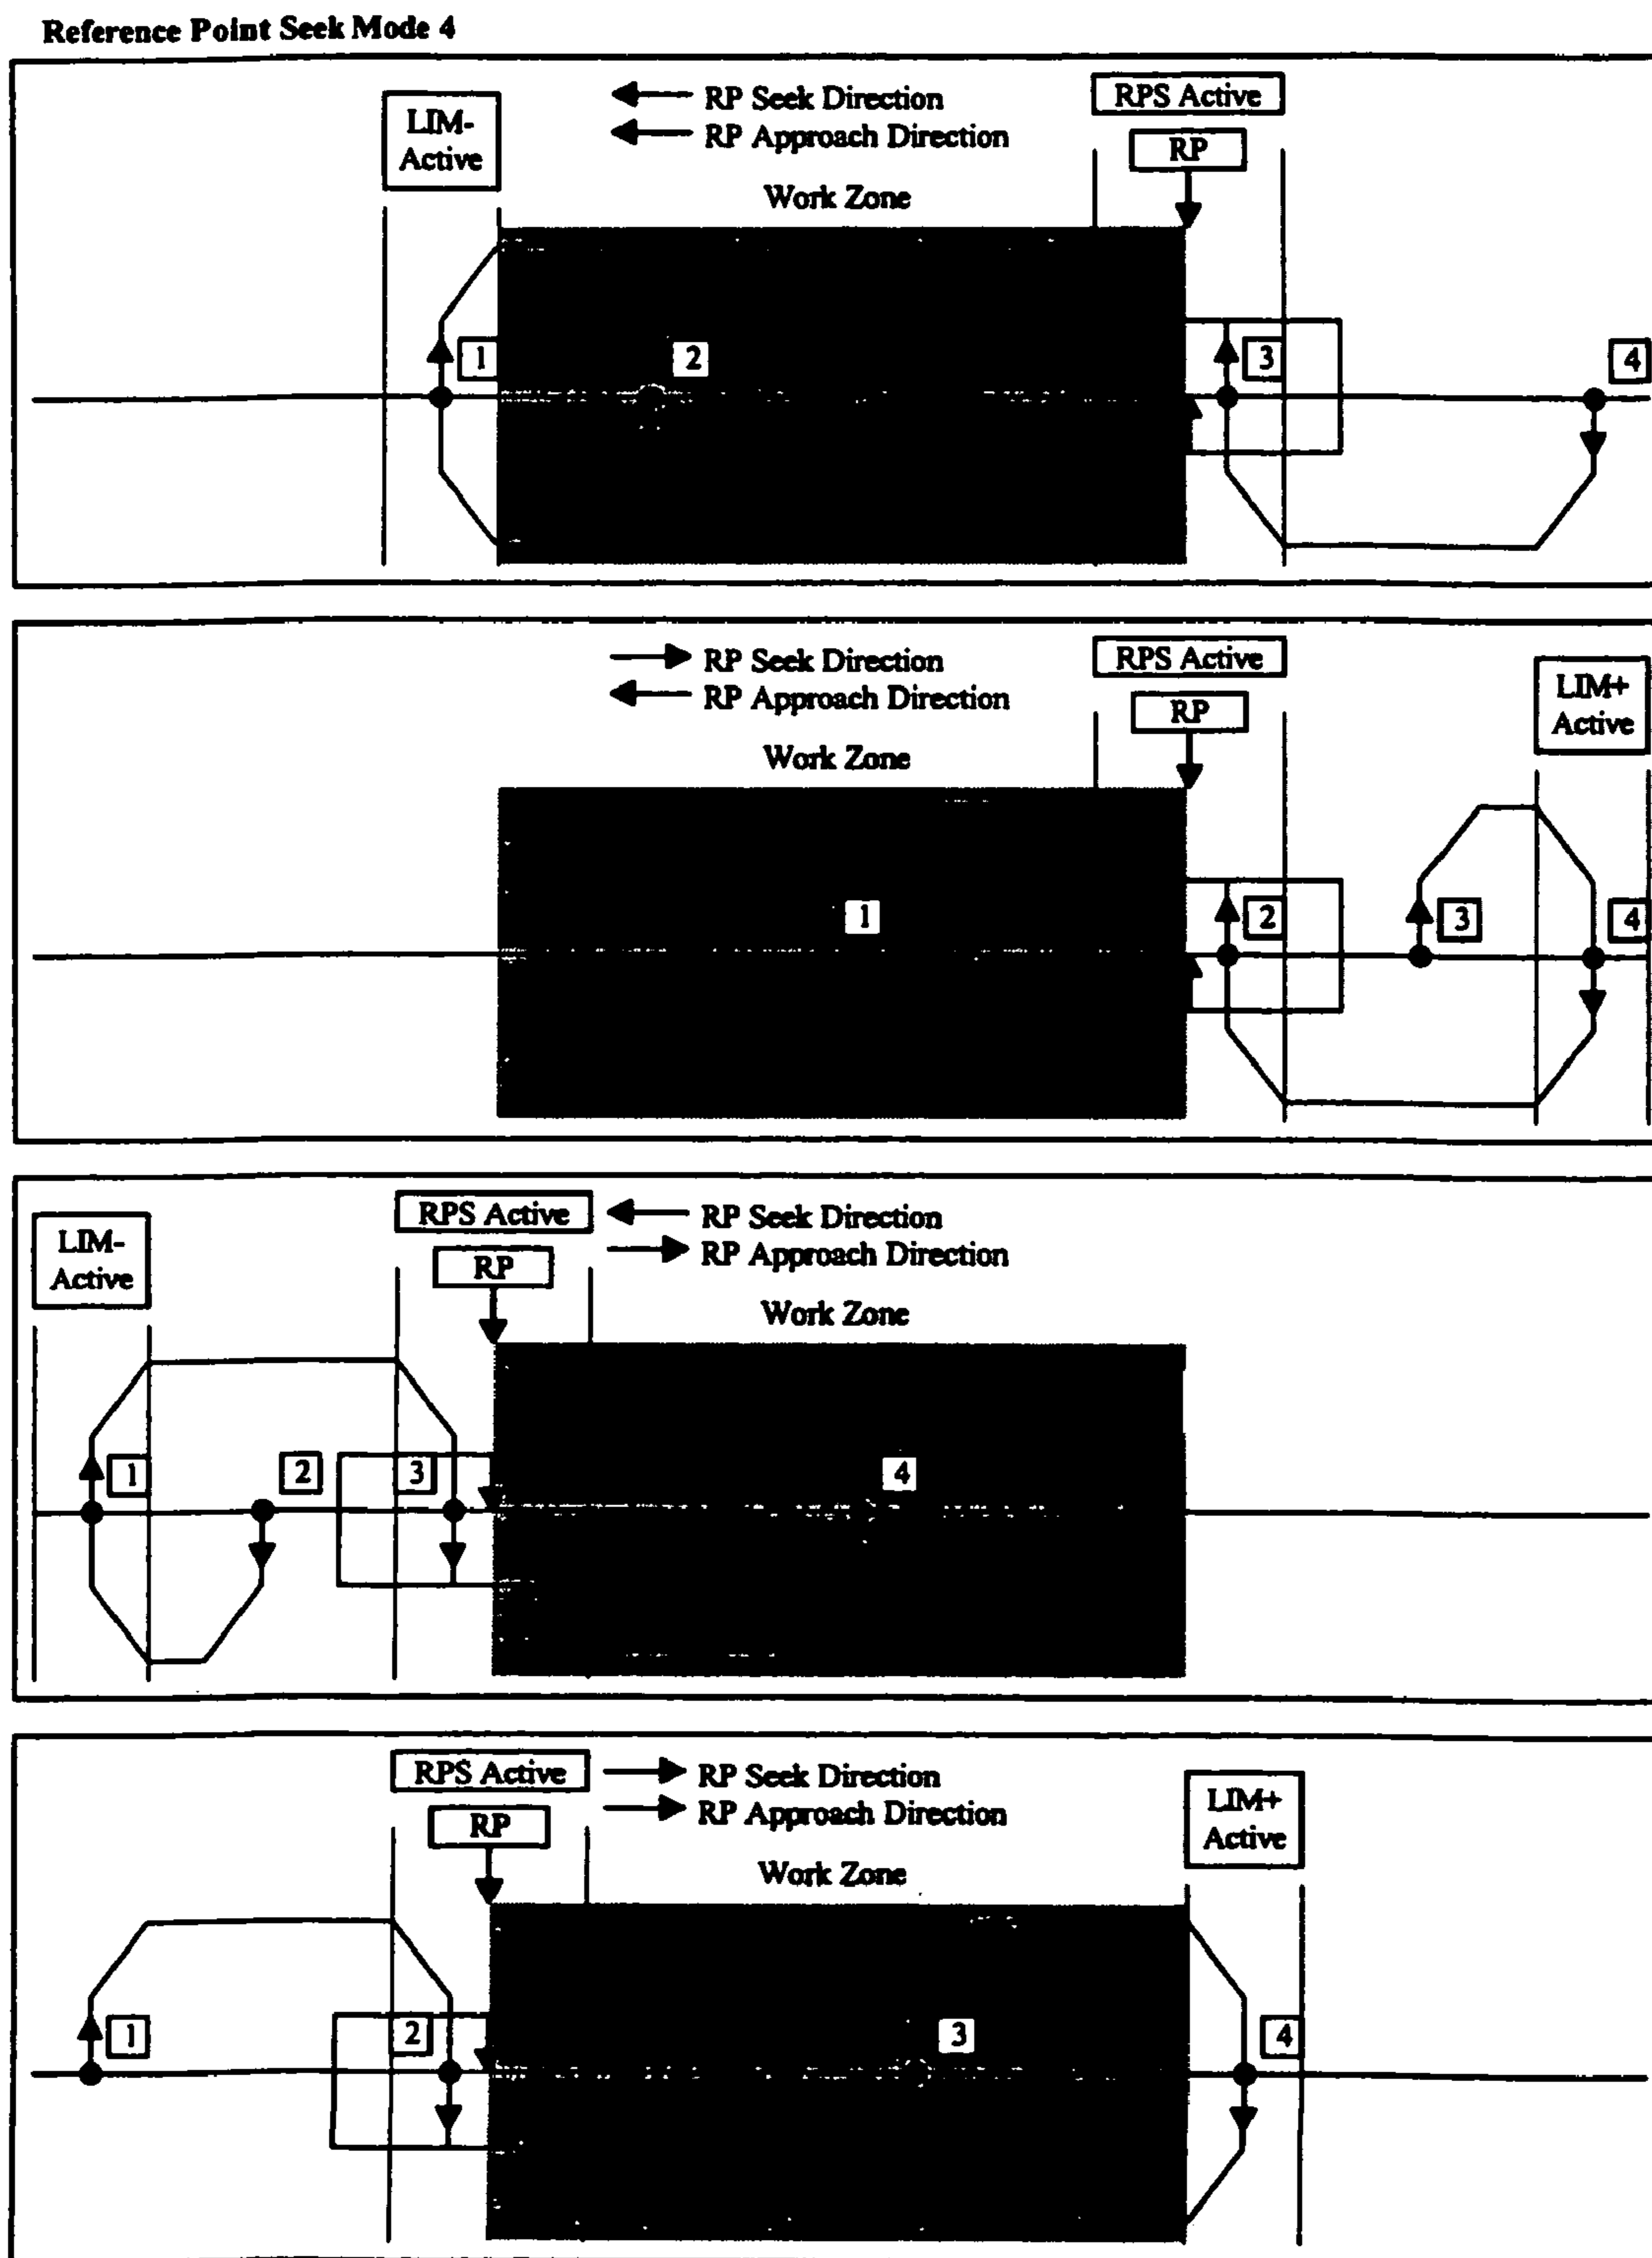 Reference Point Seek Mode 4
LIM-
Active
RP Seek Direction
RP Approach Direction
Work Zone
RPS Active
RP
1
2
3
4
RP Seek Direction
RP Approach Direction
Work Zone
RPS Active
RP
LIM+
Active
1
2
3
4
LIM-
Active
RPS Active
RP
RP Seek Direction
RP Approach Direction
Work Zone
1
2
3
4
RPS Active
RP
RP Seek Direction
RP Approach Direction
Work Zone
LIM+
Active
1
2
3
4